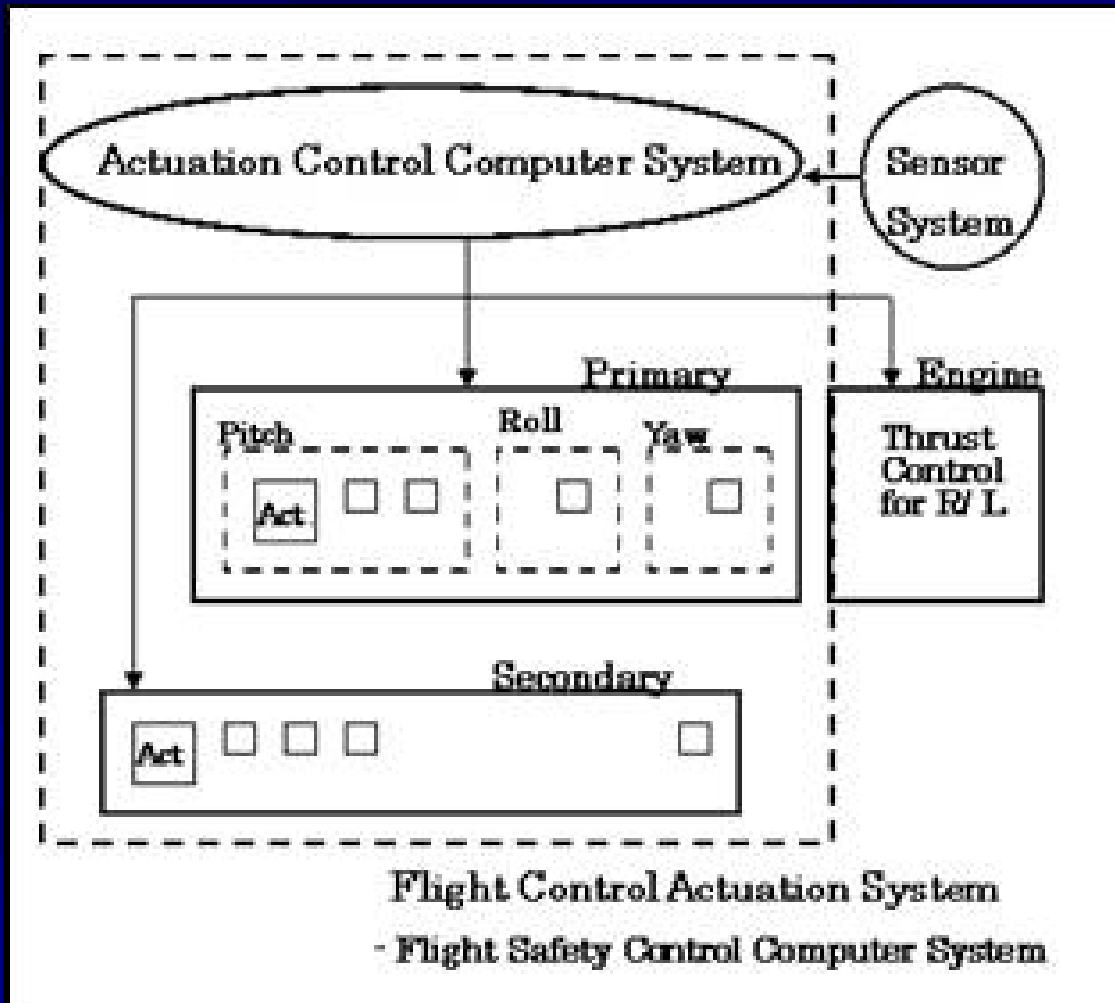 Actuation Control Computer System
Sensor
System
Primary
Engine
Pitch
Roll
Yaw
Act
Thrust
Control
for R/L
Secondary
Act
Flight Control Actuation System
- Flight Safety Control Computer System